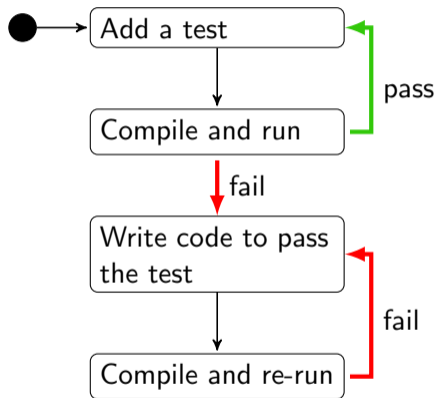 Add a test
pass
Compile and run
fail
Write code to pass
the test
fail
Compile and re-run